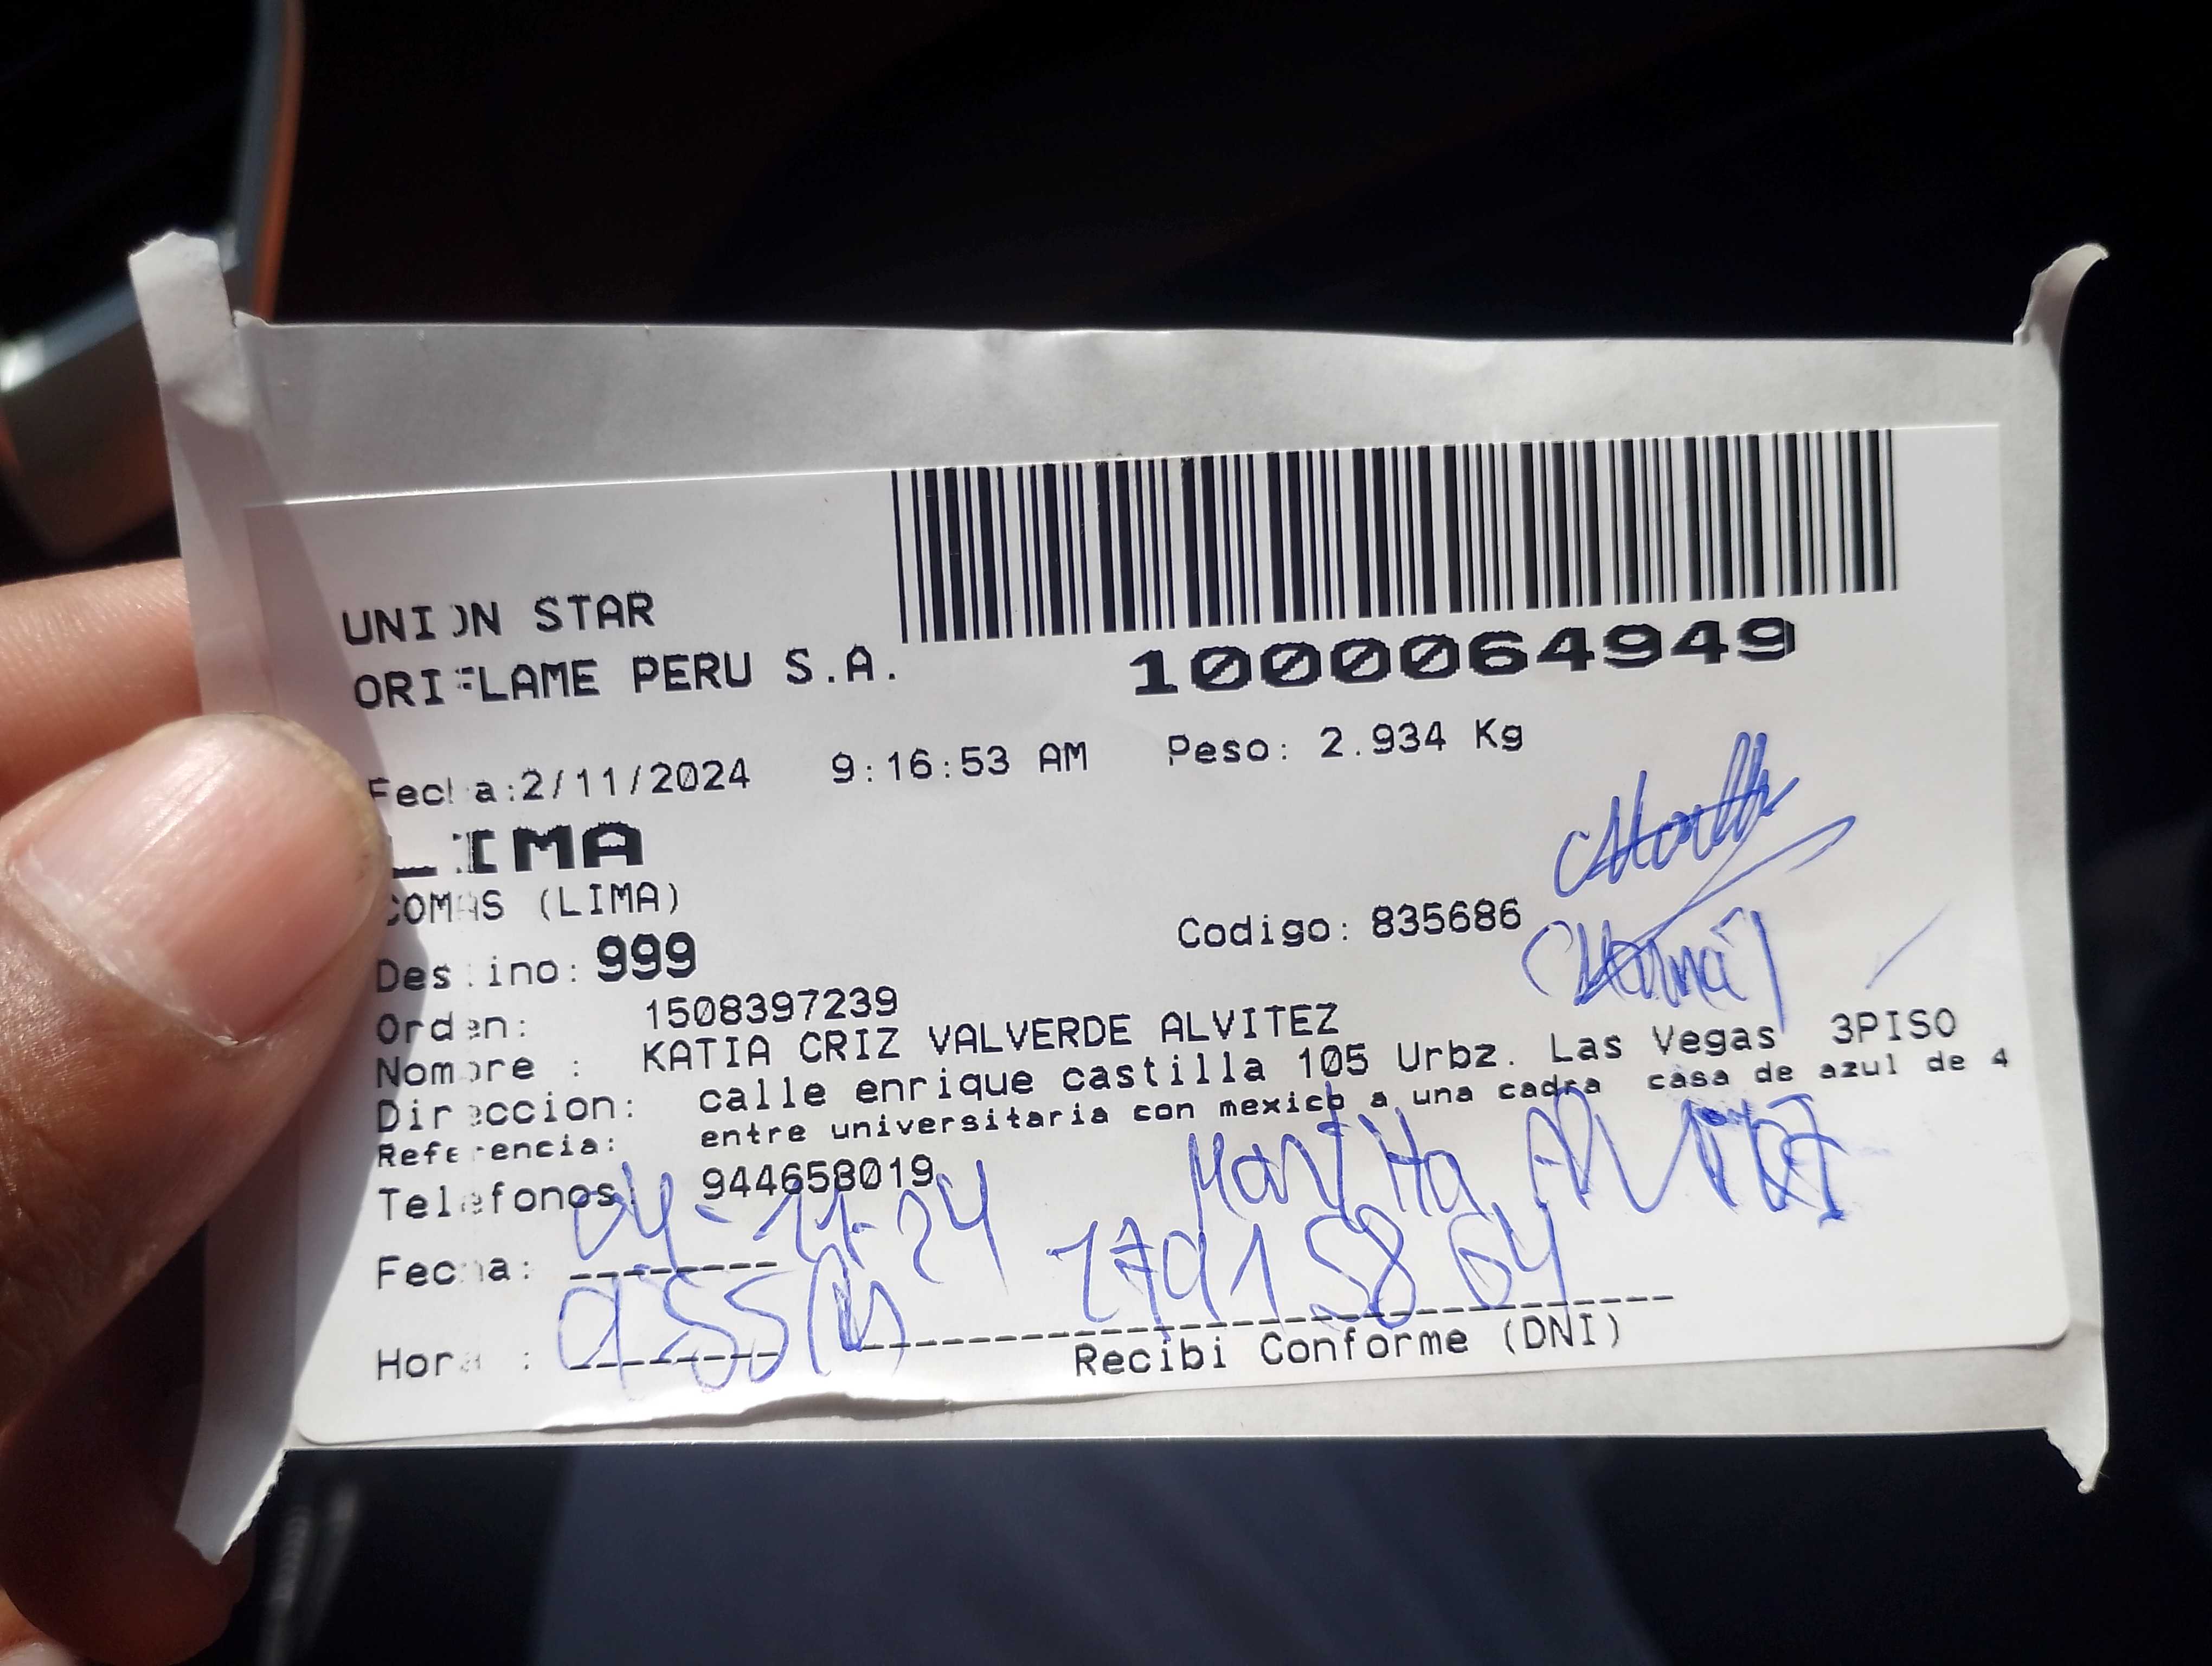 UNION STAR
ORIFLAME PERU S.A.
1000064949
Fecha:2/11/2024 9:16:53 AM Peso: 2.934 Kg
LIMA
COMAS (LIMA)
Destino: 999 Codigo: 835686
Orden: 1508397239
Nombre : KATIA CRIZ VALVERDE ALVITEZ
Direccion: calle enrique castilla 105 Urbz. Las Vegas 3PISO
Referencia: entre universitaria con mexico a una cadra casa de azul de 4
Telefonos: 944658019
Fecha: 04-11-24
Hora :
Recibi Conforme (DNI)